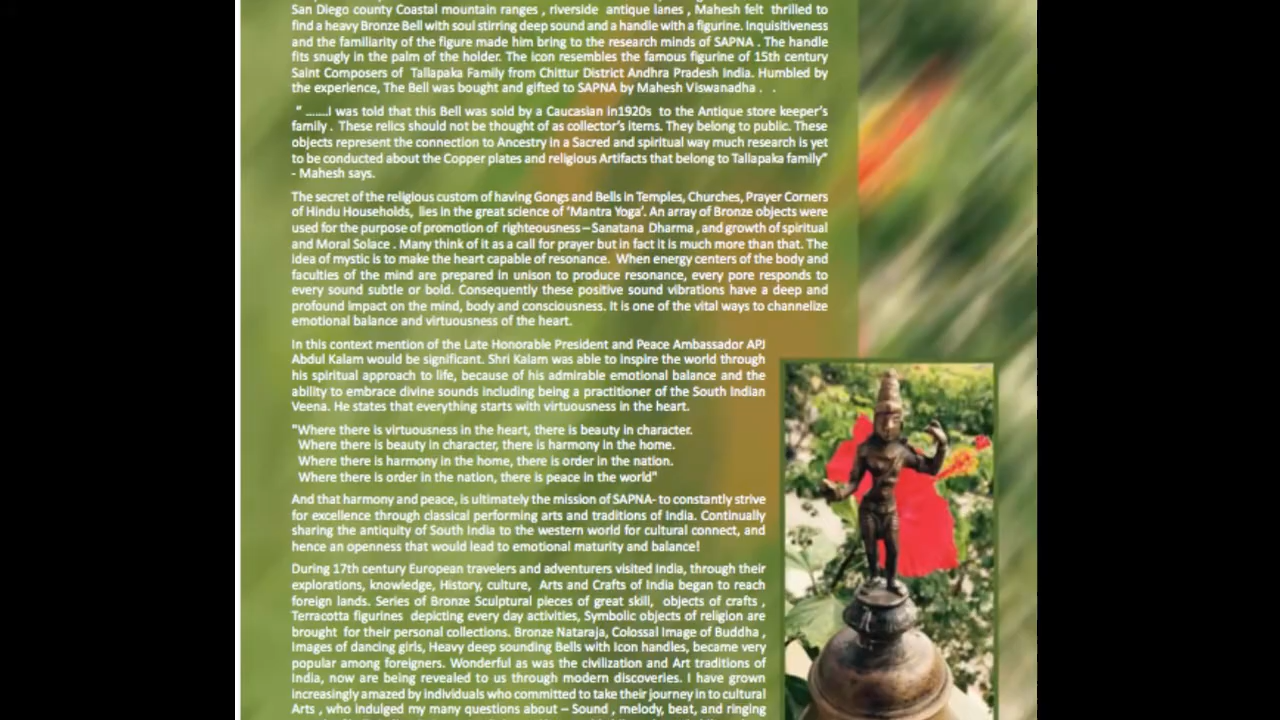 San Diego county Coastal mountain ranges , riverside antique lanes , Mahesh felt thrilled to
find a heavy Bronze Bell with soul stirring deep sound and a handle with a figurine. Inquisitiveness
and the familiarity of the figure made him bring to the research minds of SAPNA . The handle
fits snugly in the palm of the holder. The icon resembles the famous figurine of 15th century
Saint Composers of Tallapaka Family from Chittur District Andhra Pradesh India. Humbled by
the experience, The Bell was bought and gifted to SAPNA by Mahesh Viswanadha . .
" ........I was told that this Bell was sold by a Caucasian in1920s to the Antique store keeper's
family . These relics should not be thought of as collector's items. They belong to public. These
objects represent the connection to Ancestry in a Sacred and spiritual way much research is yet
to be conducted about the Copper plates and religious Artifacts that belong to Tallapaka family"
- Mahesh says.
The secret of the religious custom of having Gongs and Bells in Temples, Churches, Prayer Corners
of Hindu Households, lies in the great science of 'Mantra Yoga'. An array of Bronze objects were
used for the purpose of promotion of righteousness – Sanatana Dharma , and growth of spiritual
and Moral Solace . Many think of it as a call for prayer but in fact it is much more than that. The
idea of mystic is to make the heart capable of resonance. When energy centers of the body and
faculties of the mind are prepared in unison to produce resonance, every pore responds to
every sound subtle or bold. Consequently these positive sound vibrations have a deep and
profound impact on the mind, body and consciousness. It is one of the vital ways to channelize
emotional balance and virtuousness of the heart.
In this context mention of the Late Honorable President and Peace Ambassador APJ
Abdul Kalam would be significant. Shri Kalam was able to inspire the world through
his spiritual approach to life, because of his admirable emotional balance and the
ability to embrace divine sounds including being a practitioner of the South Indian
Veena. He states that everything starts with virtuousness in the heart.
"Where there is virtuousness in the heart, there is beauty in character.
Where there is beauty in character, there is harmony in the home.
Where there is harmony in the home, there is order in the nation.
Where there is order in the nation, there is peace in the world"
And that harmony and peace, is ultimately the mission of SAPNA- to constantly strive
for excellence through classical performing arts and traditions of India. Continually
sharing the antiquity of South India to the western world for cultural connect, and
hence an openness that would lead to emotional maturity and balance!
During 17th century European travelers and adventurers visited India, through their
explorations, knowledge, History, culture, Arts and Crafts of India began to reach
foreign lands. Series of Bronze Sculptural pieces of great skill, objects of crafts ,
Terracotta figurines depicting every day activities, Symbolic objects of religion are
brought for their personal collections. Bronze Nataraja, Colossal Image of Buddha ,
Images of dancing girls, Heavy deep sounding Bells with Icon handles, became very
popular among foreigners. Wonderful as was the civilization and Art traditions of
India, now are being revealed to us through modern discoveries. I have grown
increasingly amazed by individuals who committed to take their journey in to cultural
Arts , who indulged my many questions about – Sound , melody, beat, and ringing